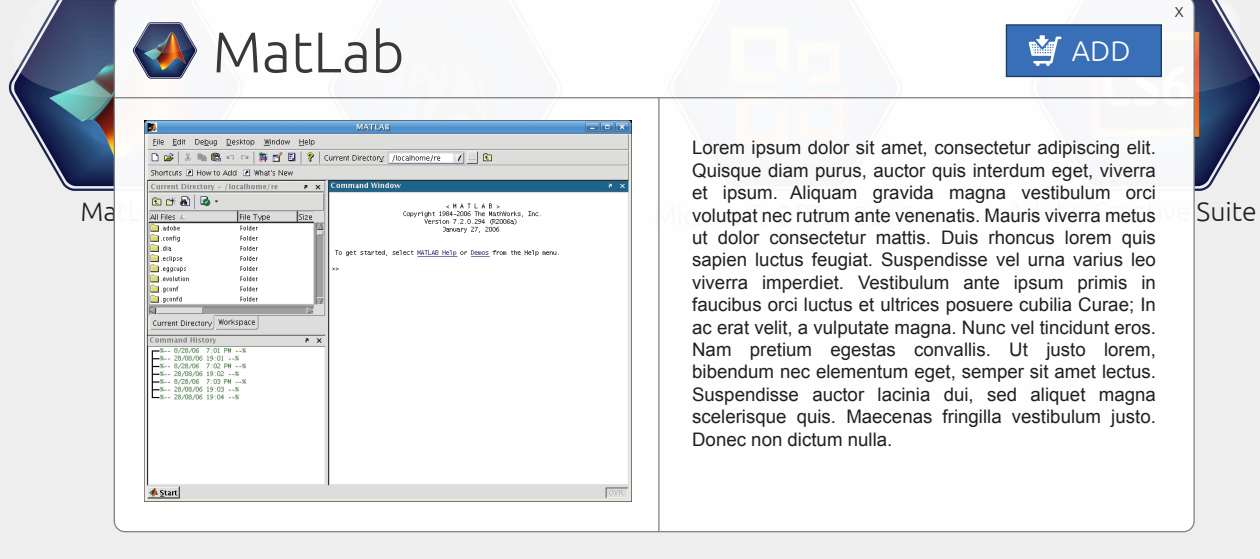 X
MatLab
ADD
CS6
MATLAB
File Edit Debug Desktop Window Help
Current Directory: /localhome/re
Shortcuts How to Add What's New
Current Directory - /localhome/re
Command Window
All Files File Type Size
.adobe Folder
.config Folder
.dia Folder
.eclipse Folder
.eggcups Folder
.evolution Folder
.gconf Folder
.gconfd Folder
Current Directory Workspace
Command History
%-- 8/28/06 7:01 PM --%
%-- 28/08/06 19:01 --%
%-- 8/28/06 7:02 PM --%
%-- 28/08/06 19:02 --%
%-- 8/28/06 7:03 PM --%
%-- 28/08/06 19:03 --%
%-- 28/08/06 19:04 --%
< M A T L A B >
Copyright 1984-2006 The MathWorks, Inc.
Version 7.2.0.294 (R2006a)
January 27, 2006
To get started, select MATLAB Help or Demos from the Help menu.
>>
Start
OVR
Lorem ipsum dolor sit amet, consectetur adipiscing elit.
Quisque diam purus, auctor quis interdum eget, viverra
et ipsum. Aliquam gravida magna vestibulum orci
volutpat nec rutrum ante venenatis. Mauris viverra metus
ut dolor consectetur mattis. Duis rhoncus lorem quis
sapien luctus feugiat. Suspendisse vel urna varius leo
viverra imperdiet. Vestibulum ante ipsum primis in
faucibus orci luctus et ultrices posuere cubilia Curae; In
ac erat velit, a vulputate magna. Nunc vel tincidunt eros.
Nam pretium egestas convallis. Ut justo lorem,
bibendum nec elementum eget, semper sit amet lectus.
Suspendisse auctor lacinia dui, sed aliquet magna
scelerisque quis. Maecenas fringilla vestibulum justo.
Donec non dictum nulla.
Suite